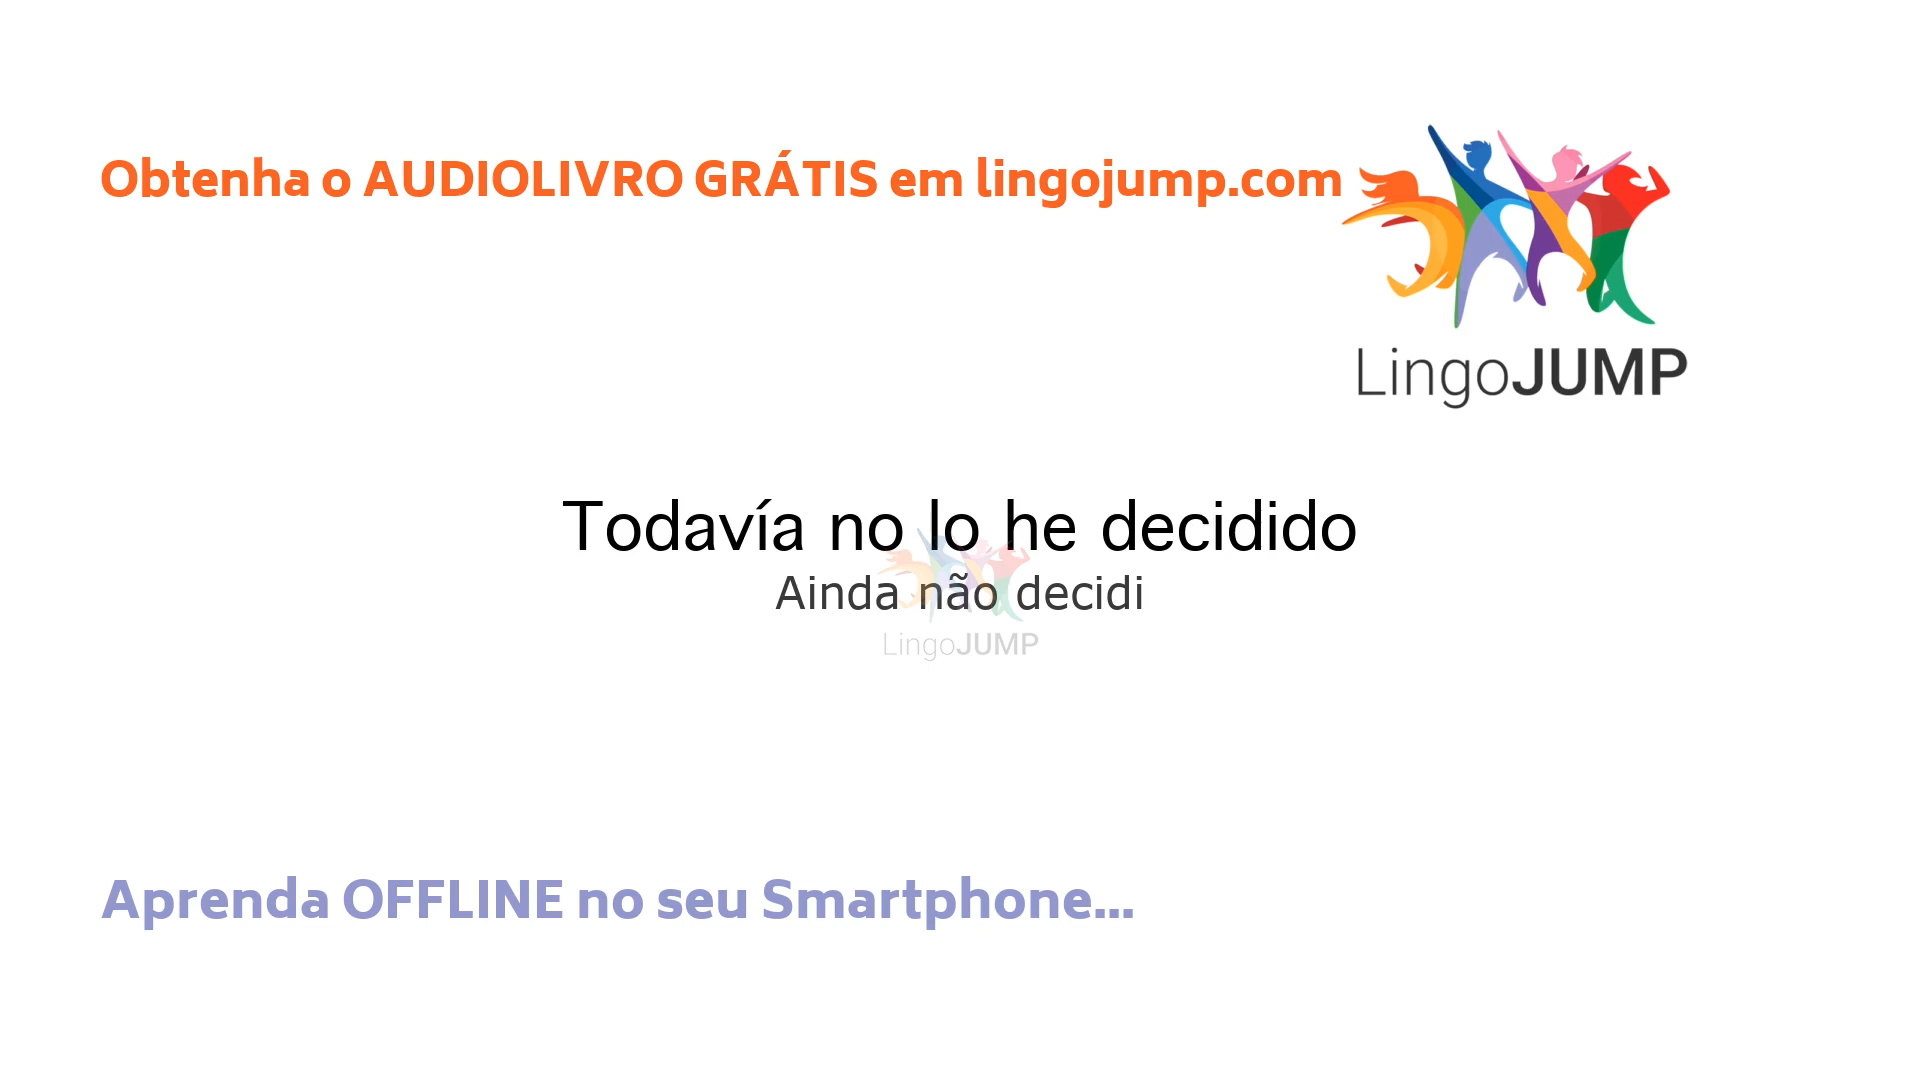 Obtenha o AUDIOLIVRO GRÁTIS em lingojump.com
LingoJUMP
Todavía no lo he decidido
Ainda não decidi
LingoJUMP
Aprenda OFFLINE no seu Smartphone...